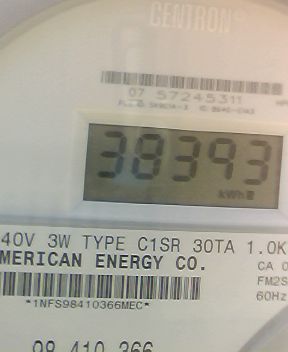 CENTRON®
07 57245311
38393
kWh
40V 3W TYPE C1SR 30TA 1.0K
MERICAN ENERGY CO.
CA 0
FM2S
*1NFS98410366MEC*
60Hz
98 410 366